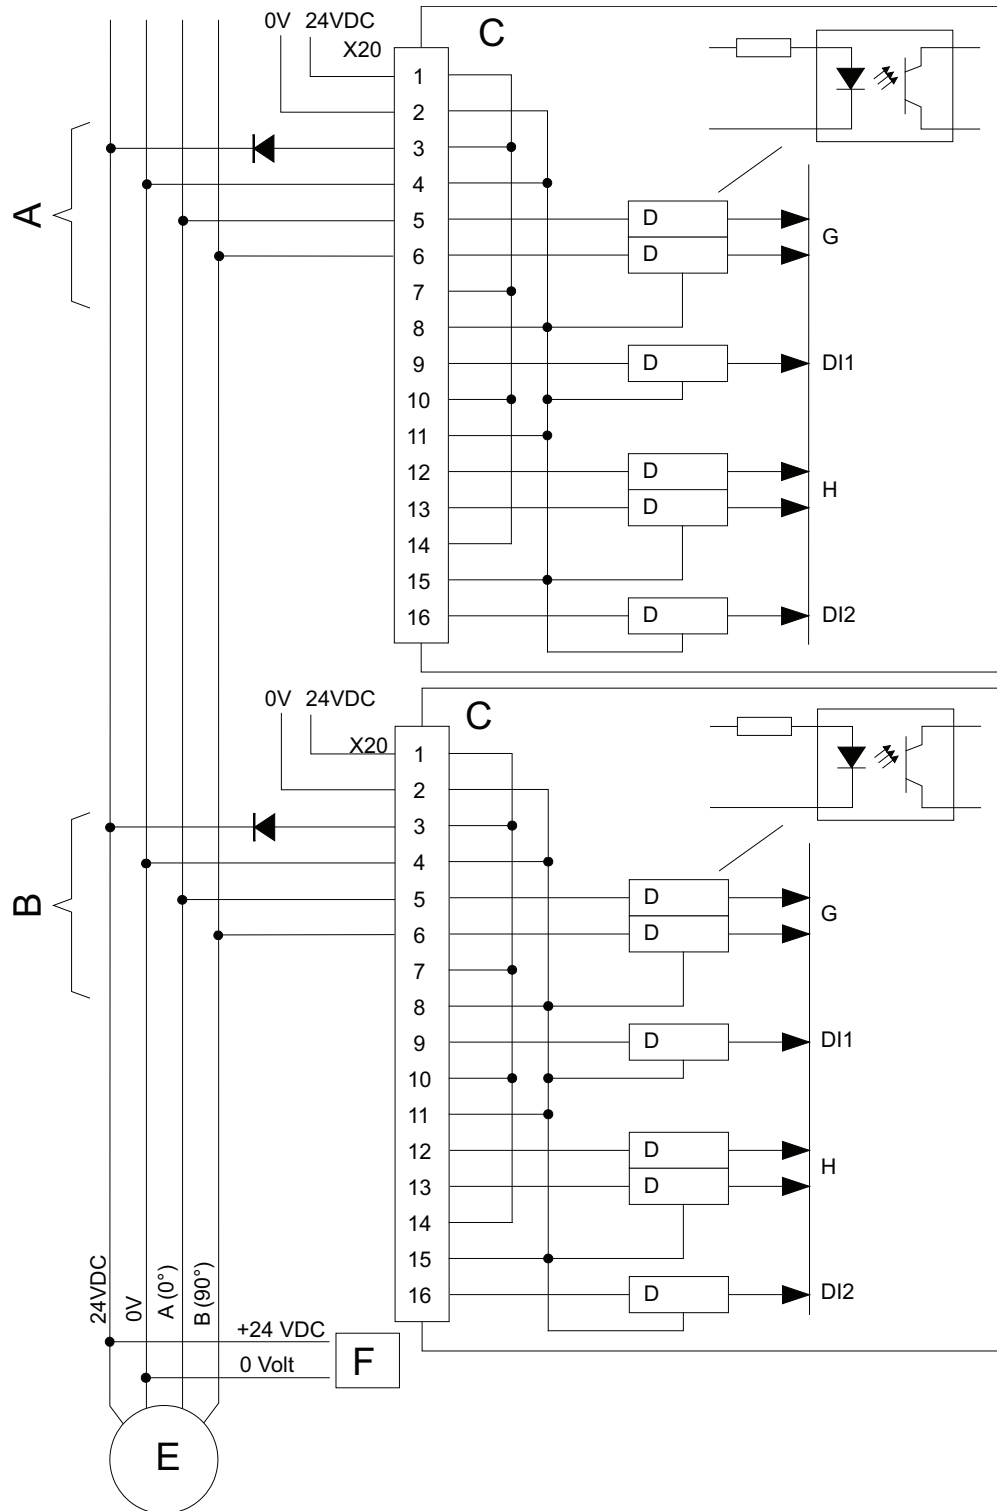 0V 24VDC
X20
C
1
2
3
4
5
D
6
D
G
7
8
9
D
DI1
10
11
12
D
13
D
H
14
15
16
D
DI2
A
0V 24VDC
X20
C
1
2
3
4
5
D
6
D
G
7
8
9
D
DI1
10
11
12
D
13
D
H
14
15
16
D
DI2
B
24VDC
0V
A (0°)
B (90°)
+24 VDC
0 Volt
F
E